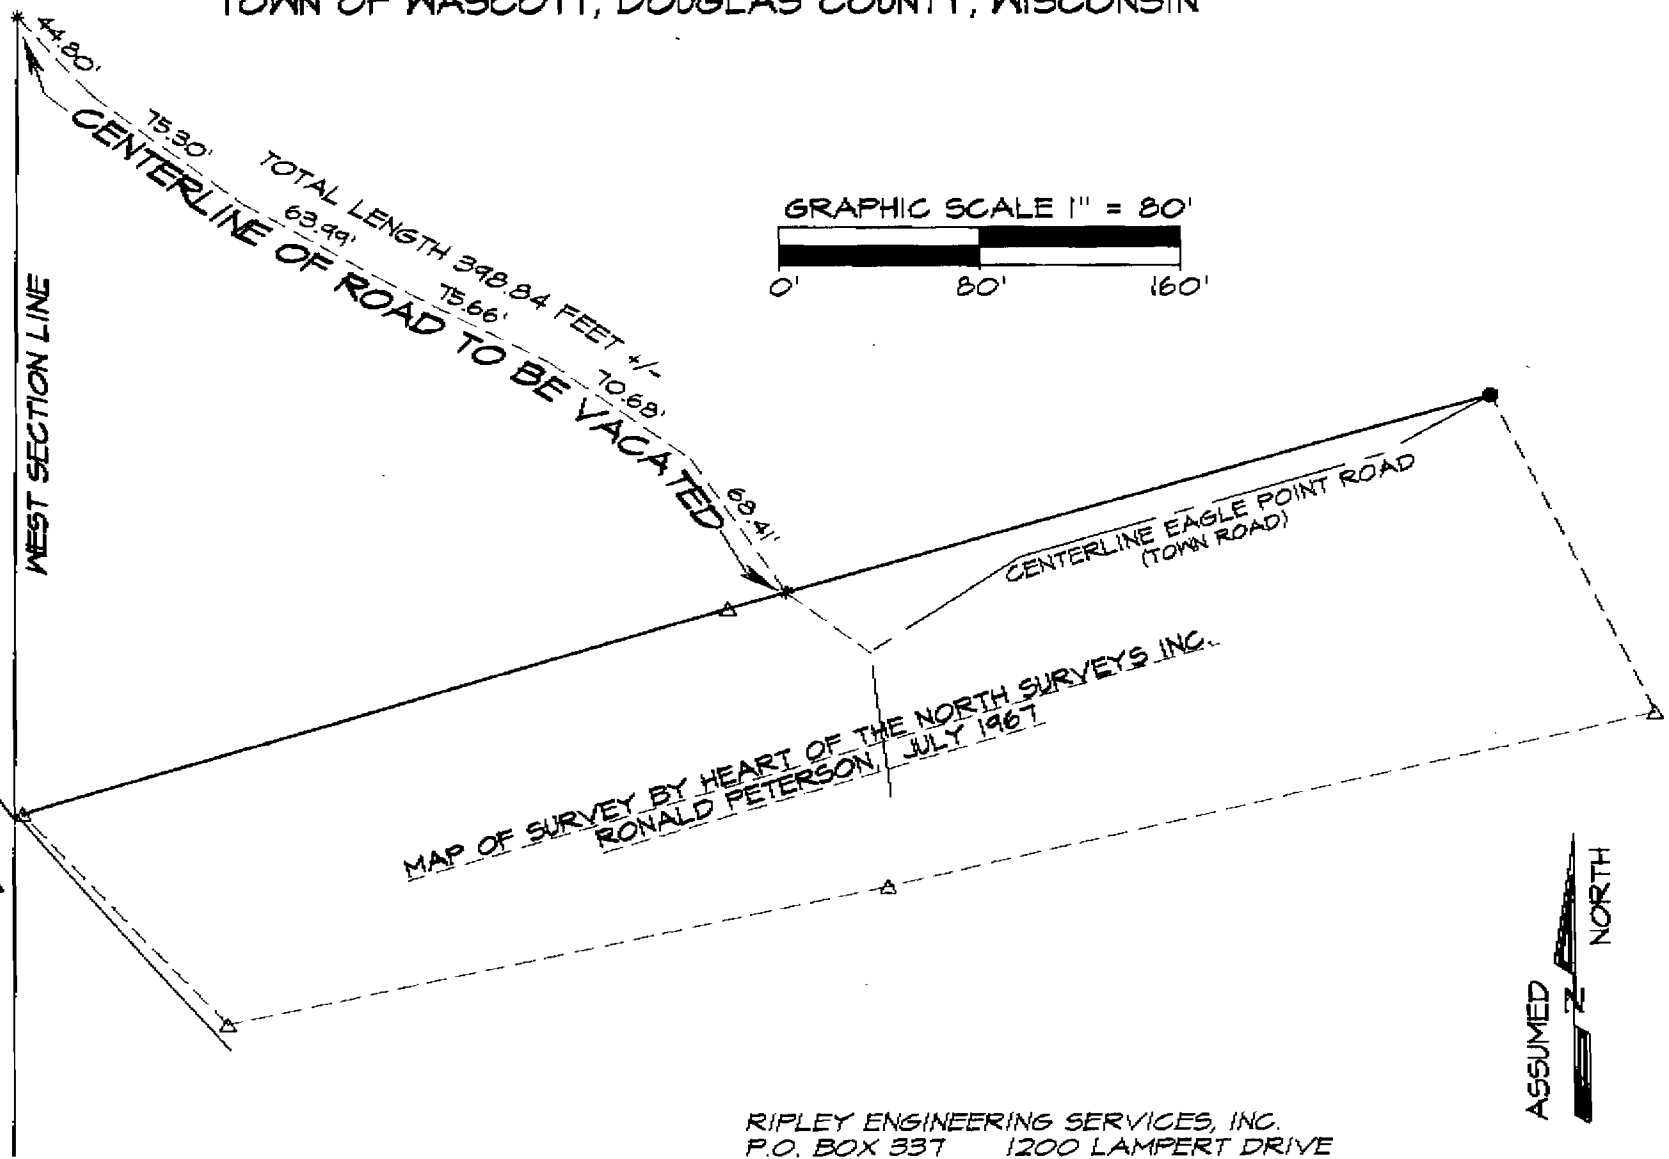 TOWN OF WASCOTT, DOUGLAS COUNTY, WISCONSIN
44.80'
75.30'
TOTAL LENGTH 398.84 FEET +/-
63.99'
75.66'
70.68'
68.41'
CENTERLINE OF ROAD TO BE VACATED
GRAPHIC SCALE 1" = 80'
0' 80' 160'
WEST SECTION LINE
CENTERLINE EAGLE POINT ROAD
(TOWN ROAD)
MAP OF SURVEY BY HEART OF THE NORTH SURVEYS INC.
RONALD PETERSON, JULY 1967
ASSUMED NORTH
N
RIPLEY ENGINEERING SERVICES, INC.
P.O. BOX 337 1200 LAMPERT DRIVE